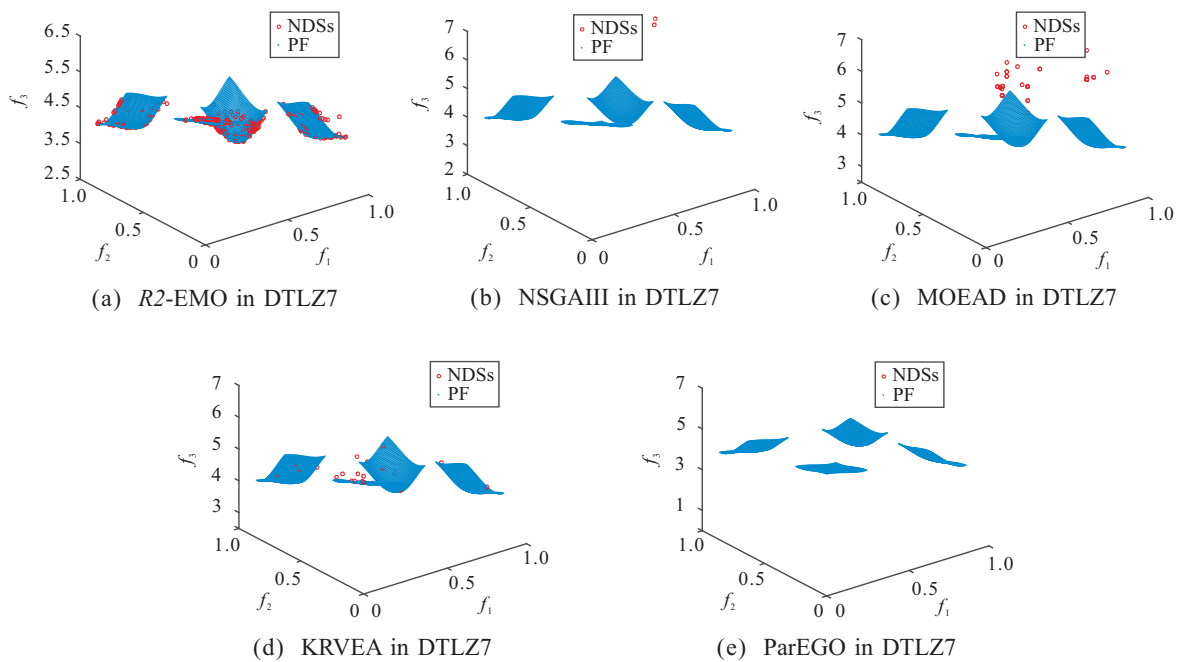 NDSs
PF
6.5
5.5
4.5
3.5
2.5
f3
1.0
0.5
0
f2
0
0.5
1.0
f1
(a) R2-EMO in DTLZ7
NDSs
PF
7
6
5
4
3
2
f3
1.0
0.5
0
f2
0
0.5
1.0
f1
(b) NSGAIII in DTLZ7
NDSs
PF
7
6
5
4
3
f3
1.0
0.5
0
f2
0
0.5
1.0
f1
(c) MOEAD in DTLZ7
NDSs
PF
7
6
5
4
3
f3
1.0
0.5
0
f2
0
0.5
1.0
f1
(d) KRVEA in DTLZ7
NDSs
PF
7
5
3
1
f3
1.0
0.5
0
f2
0
0.5
1.0
f1
(e) ParEGO in DTLZ7